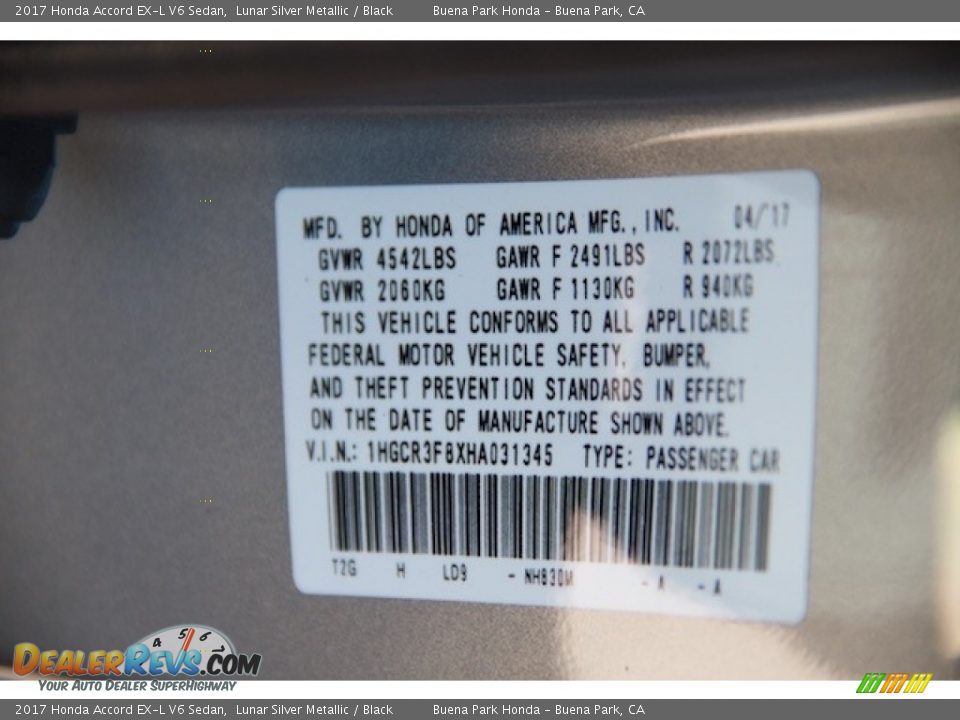 2017 Honda Accord EX-L V6 Sedan, Lunar Silver Metallic / Black Buena Park Honda - Buena Park, CA
MFD. BY HONDA OF AMERICA MFG., INC. 04/'17
GVWR 4542LBS GAWR F 2491LBS R 2072LBS
GVWR 2060KG GAWR F 1130KG R 940KG
THIS VEHICLE CONFORMS TO ALL APPLICABLE
FEDERAL MOTOR VEHICLE SAFETY, BUMPER,
AND THEFT PREVENTION STANDARDS IN EFFECT
ON THE DATE OF MANUFACTURE SHOWN ABOVE.
V.I.N.: 1HGCR3F8XHA031345 TYPE: PASSENGER CAR
T2G H LD9 - NH830M - A - A
4 5 6
DEALERREVS.COM
YOUR AUTO DEALER SUPERHIGHWAY
2017 Honda Accord EX-L V6 Sedan, Lunar Silver Metallic / Black Buena Park Honda - Buena Park, CA